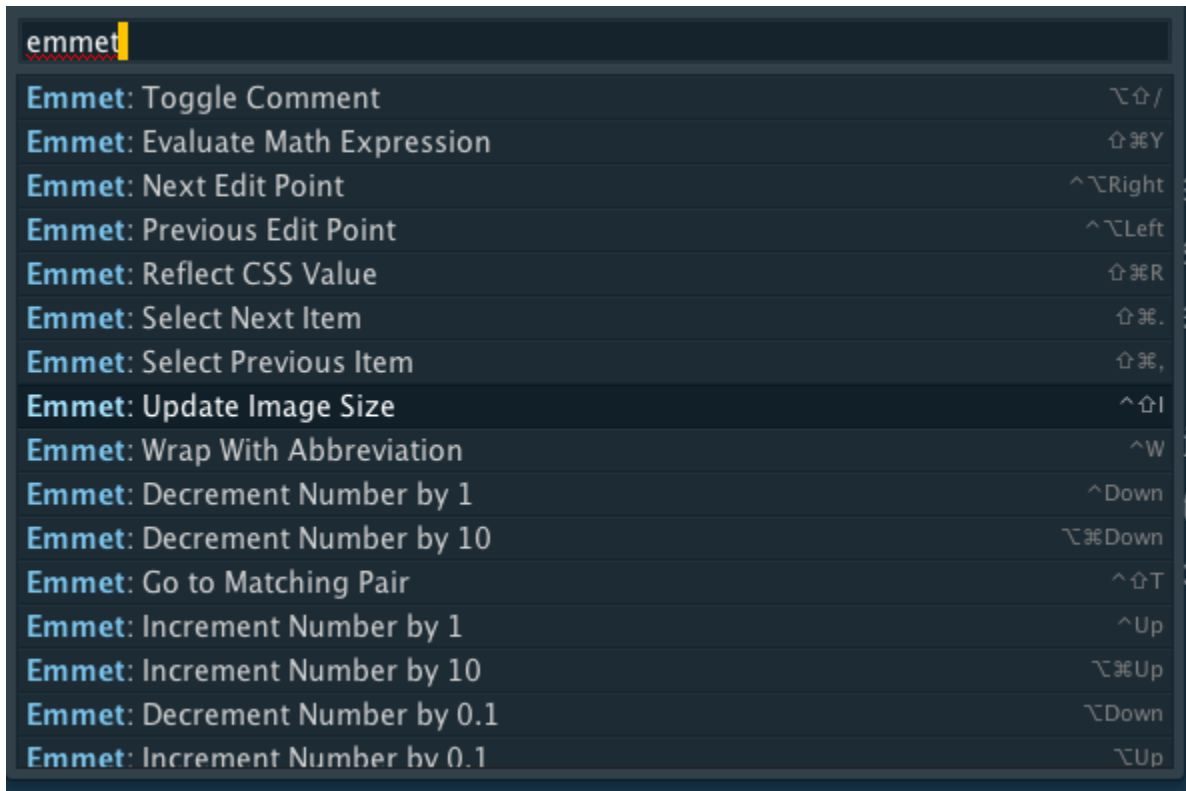 emmet
Emmet: Toggle Comment ⌥⇧/
Emmet: Evaluate Math Expression ⇧⌘Y
Emmet: Next Edit Point ^⌥Right
Emmet: Previous Edit Point ^⌥Left
Emmet: Reflect CSS Value ⇧⌘R
Emmet: Select Next Item ⇧⌘.
Emmet: Select Previous Item ⇧⌘,
Emmet: Update Image Size ^⇧I
Emmet: Wrap With Abbreviation ^W
Emmet: Decrement Number by 1 ^Down
Emmet: Decrement Number by 10 ⌥⌘Down
Emmet: Go to Matching Pair ^⇧T
Emmet: Increment Number by 1 ^Up
Emmet: Increment Number by 10 ⌥⌘Up
Emmet: Decrement Number by 0.1 ⌥Down
Emmet: Increment Number by 0.1 ⌥Up